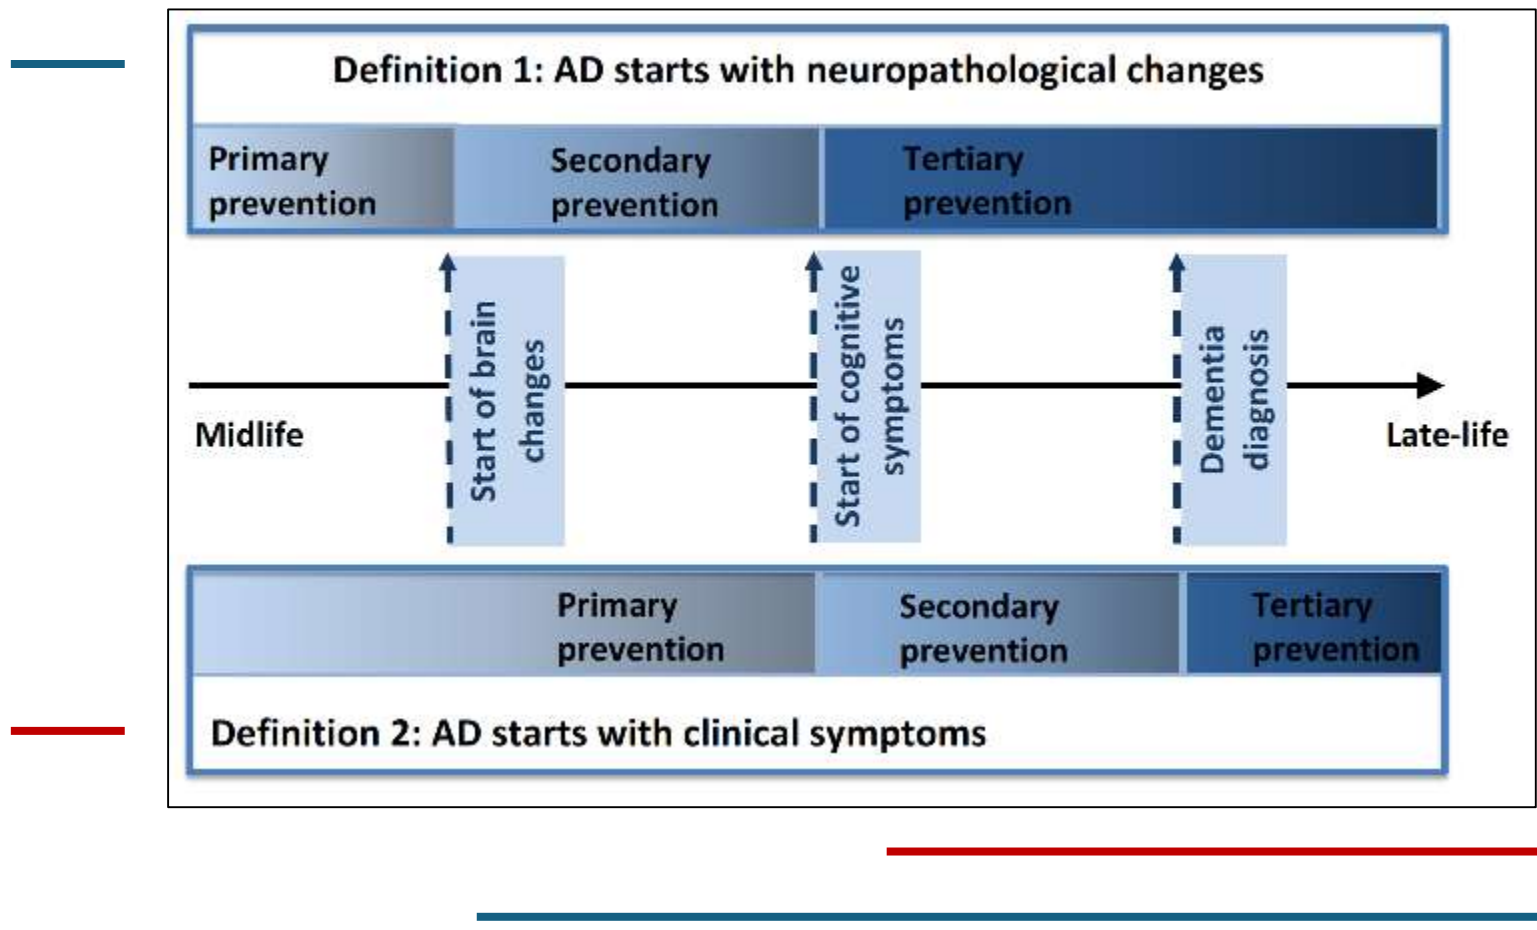 Definition 1: AD starts with neuropathological changes
Primary
prevention
Secondary
prevention
Tertiary
prevention
Start of brain
changes
Start of cognitive
symptoms
Dementia
diagnosis
Midlife
Late-life
Primary
prevention
Secondary
prevention
Tertiary
prevention
Definition 2: AD starts with clinical symptoms